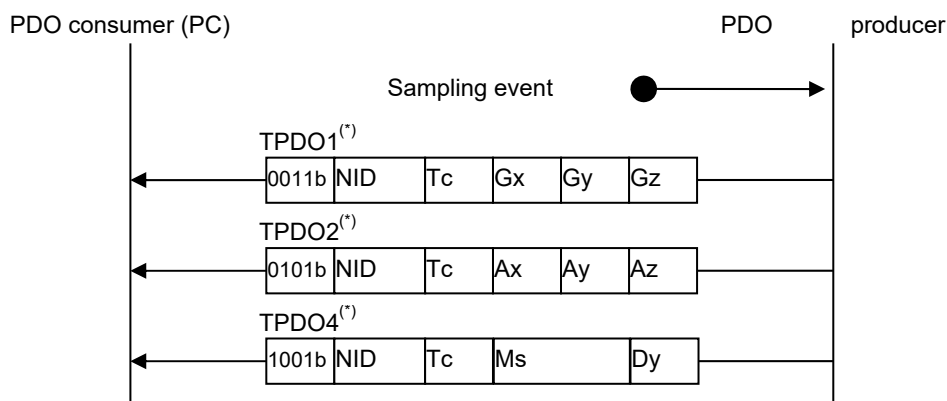 PDO consumer (PC) PDO producer
Sampling event
TPDO1(*)
0011b NID Tc Gx Gy Gz
TPDO2(*)
0101b NID Tc Ax Ay Az
TPDO4(*)
1001b NID Tc Ms Dy